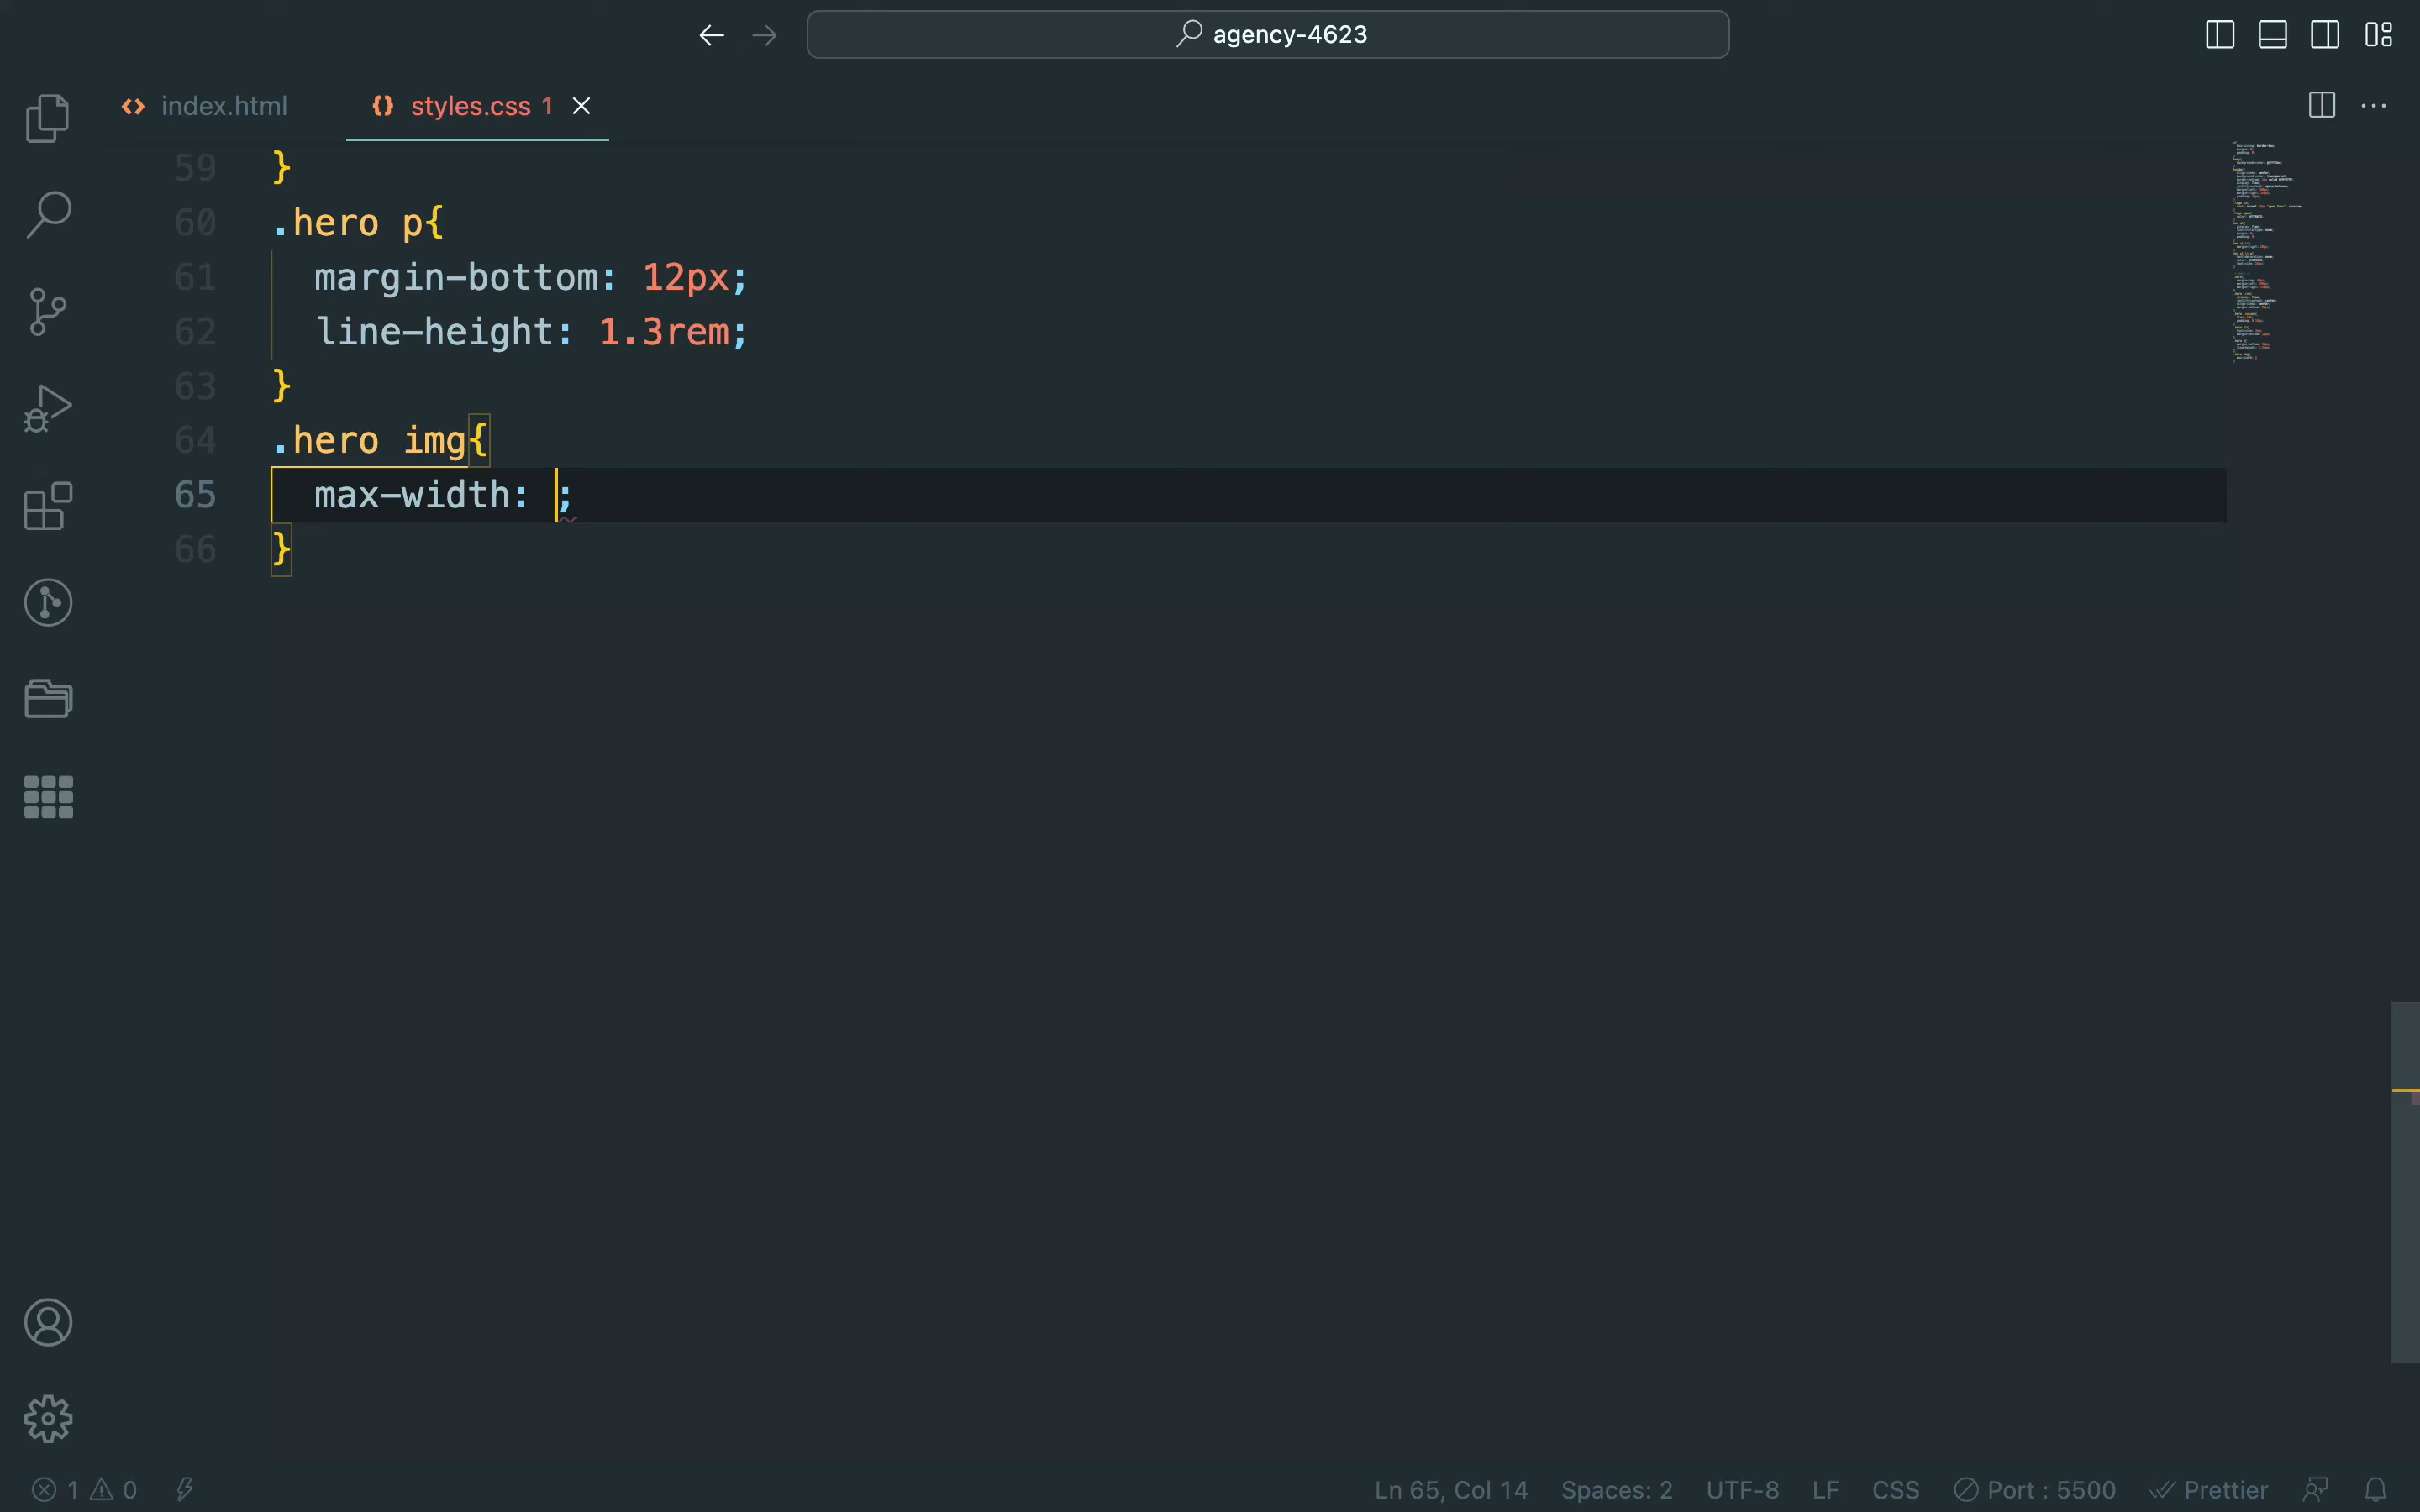 agency-4623
index.html
styles.css 1
59 }
60 .hero p{
61 margin-bottom: 12px;
62 line-height: 1.3rem;
63 }
64 .hero img{
65 max-width: ;
66 }
1 0 Ln 65, Col 14 Spaces: 2 UTF-8 LF CSS Port : 5500 Prettier